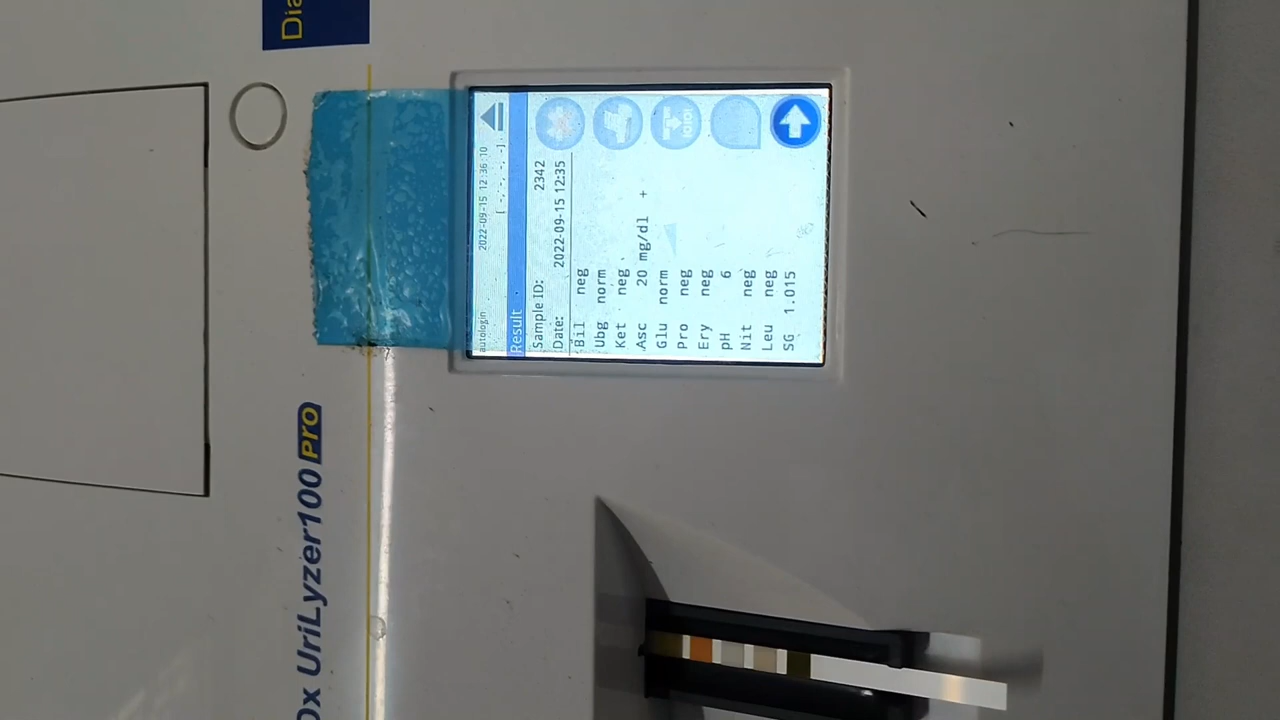 Dia
Dx UriLyzer100 Pro
autologin 2022-09-15 12:36:10
[ -, -, -, -]
Result
Sample ID: 2342
Date: 2022-09-15 12:35
Bil neg
Ubg norm
Ket neg
Asc 20 mg/dl +
Glu norm
Pro neg
Ery neg
pH 6
Nit neg
Leu neg
SG 1.015